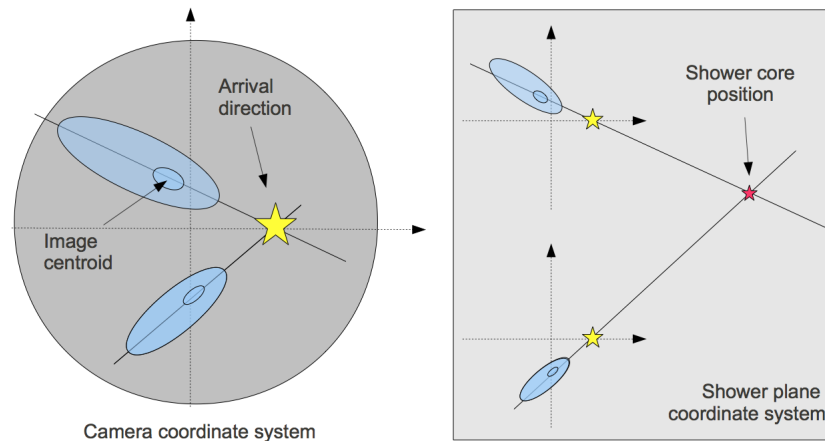 Arrival
direction
Image
centroid
Camera coordinate system
Shower core
position
Shower plane
coordinate system